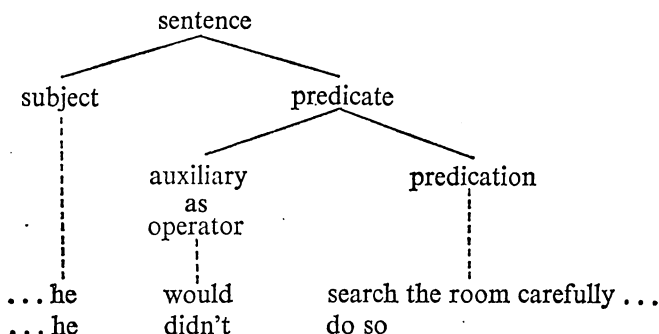 sentence
subject predicate
auxiliary predication
as
operator
...he would search the room carefully ...
...he didn't do so